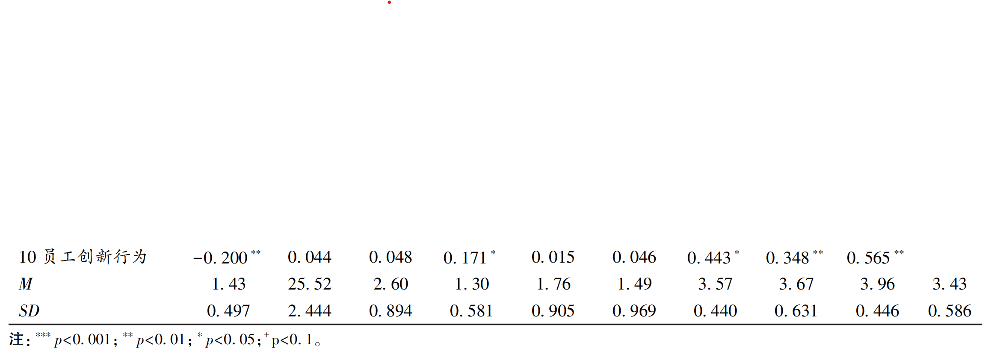 10 员工创新行为 -0.200** 0.044 0.048 0.171* 0.015 0.046 0.443* 0.348** 0.565**
M 1.43 25.52 2.60 1.30 1.76 1.49 3.57 3.67 3.96 3.43
SD 0.497 2.444 0.894 0.581 0.905 0.969 0.440 0.631 0.446 0.586
注：*** p<0.001；** p<0.01；* p<0.05；+p<0.1。